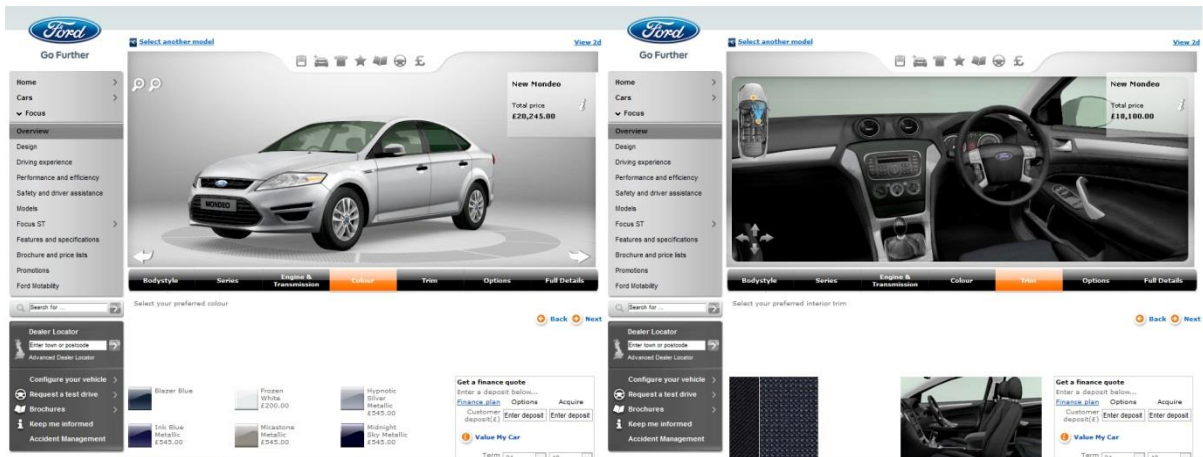 Ford
Go Further
Home
Cars
Focus
Overview
Design
Driving experience
Performance and efficiency
Safety and driver assistance
Models
Focus ST
Features and specifications
Brochure and price lists
Promotions
Ford Motability
Search for ...
Dealer Locator
Enter town or postcode
Advanced Dealer Locator
Configure your vehicle
Request a test drive
Brochures
Keep me informed
Accident Management
Select another model
View 2d
New Mondeo
Total price
£20,245.00
MONDEO
Bodystyle Series Engine & Transmission Colour Trim Options Full Details
Select your preferred colour
Back Next
Blazer Blue
Frozen
White
£200.00
Hypnotic
Silver
Metallic
£545.00
Ink Blue
Metallic
£545.00
Micastone
Metallic
£545.00
Midnight
Sky Metallic
£545.00
Get a finance quote
Enter a deposit below...
Finance plan Options Acquire
Customer deposit(£) Enter deposit Enter deposit
Value My Car
Term
Ford
Go Further
Home
Cars
Focus
Overview
Design
Driving experience
Performance and efficiency
Safety and driver assistance
Models
Focus ST
Features and specifications
Brochure and price lists
Promotions
Ford Motability
Search for ...
Dealer Locator
Enter town or postcode
Advanced Dealer Locator
Configure your vehicle
Request a test drive
Brochures
Keep me informed
Accident Management
Select another model
View 2d
New Mondeo
Total price
£18,100.00
Bodystyle Series Engine & Transmission Colour Trim Options Full Details
Select your preferred interior trim
Back Next
Get a finance quote
Enter a deposit below...
Finance plan Options Acquire
Customer deposit(£) Enter deposit Enter deposit
Value My Car
Term